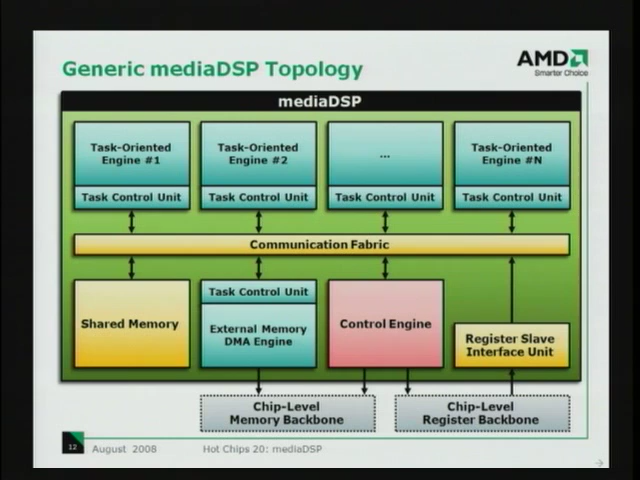 AMD
Smarter Choice
Generic mediaDSP Topology
mediaDSP
Task-Oriented
Engine #1
Task Control Unit
Task-Oriented
Engine #2
Task Control Unit
...
Task Control Unit
Task-Oriented
Engine #N
Task Control Unit
Communication Fabric
Shared Memory
Task Control Unit
External Memory
DMA Engine
Control Engine
Register Slave
Interface Unit
Chip-Level
Memory Backbone
Chip-Level
Register Backbone
12
August 2008
Hot Chips 20: mediaDSP